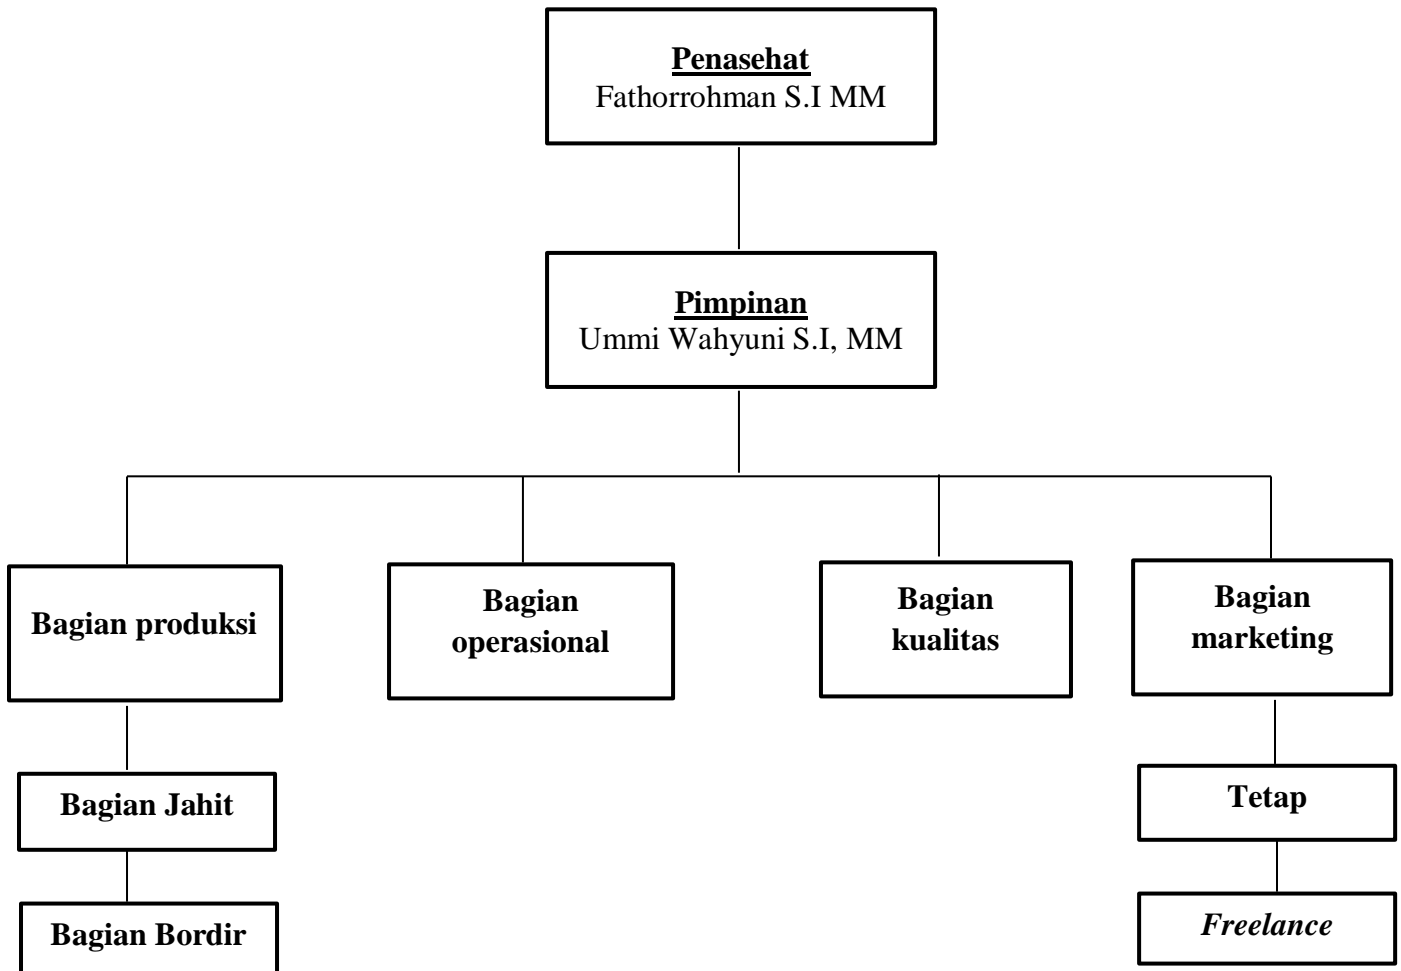 Penasehat
Fathorrohman S.I MM
Pimpinan
Ummi Wahyuni S.I, MM
Bagian produksi
Bagian
operasional
Bagian
kualitas
Bagian
marketing
Bagian Jahit
Tetap
Bagian Bordir
Freelance